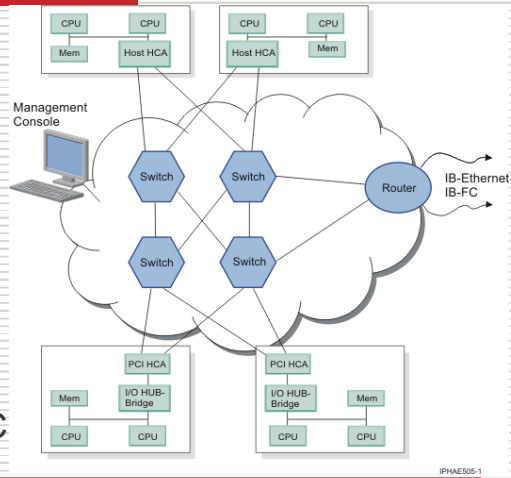 CPU CPU
Mem Host HCA
CPU CPU
Host HCA Mem
Management
Console
Switch Switch
Router
IB-Ethernet
IB-FC
Switch Switch
PCI HCA
Mem I/O HUB-
Bridge
CPU CPU
PCI HCA
I/O HUB-
Bridge Mem
CPU CPU
IPHAE505-1